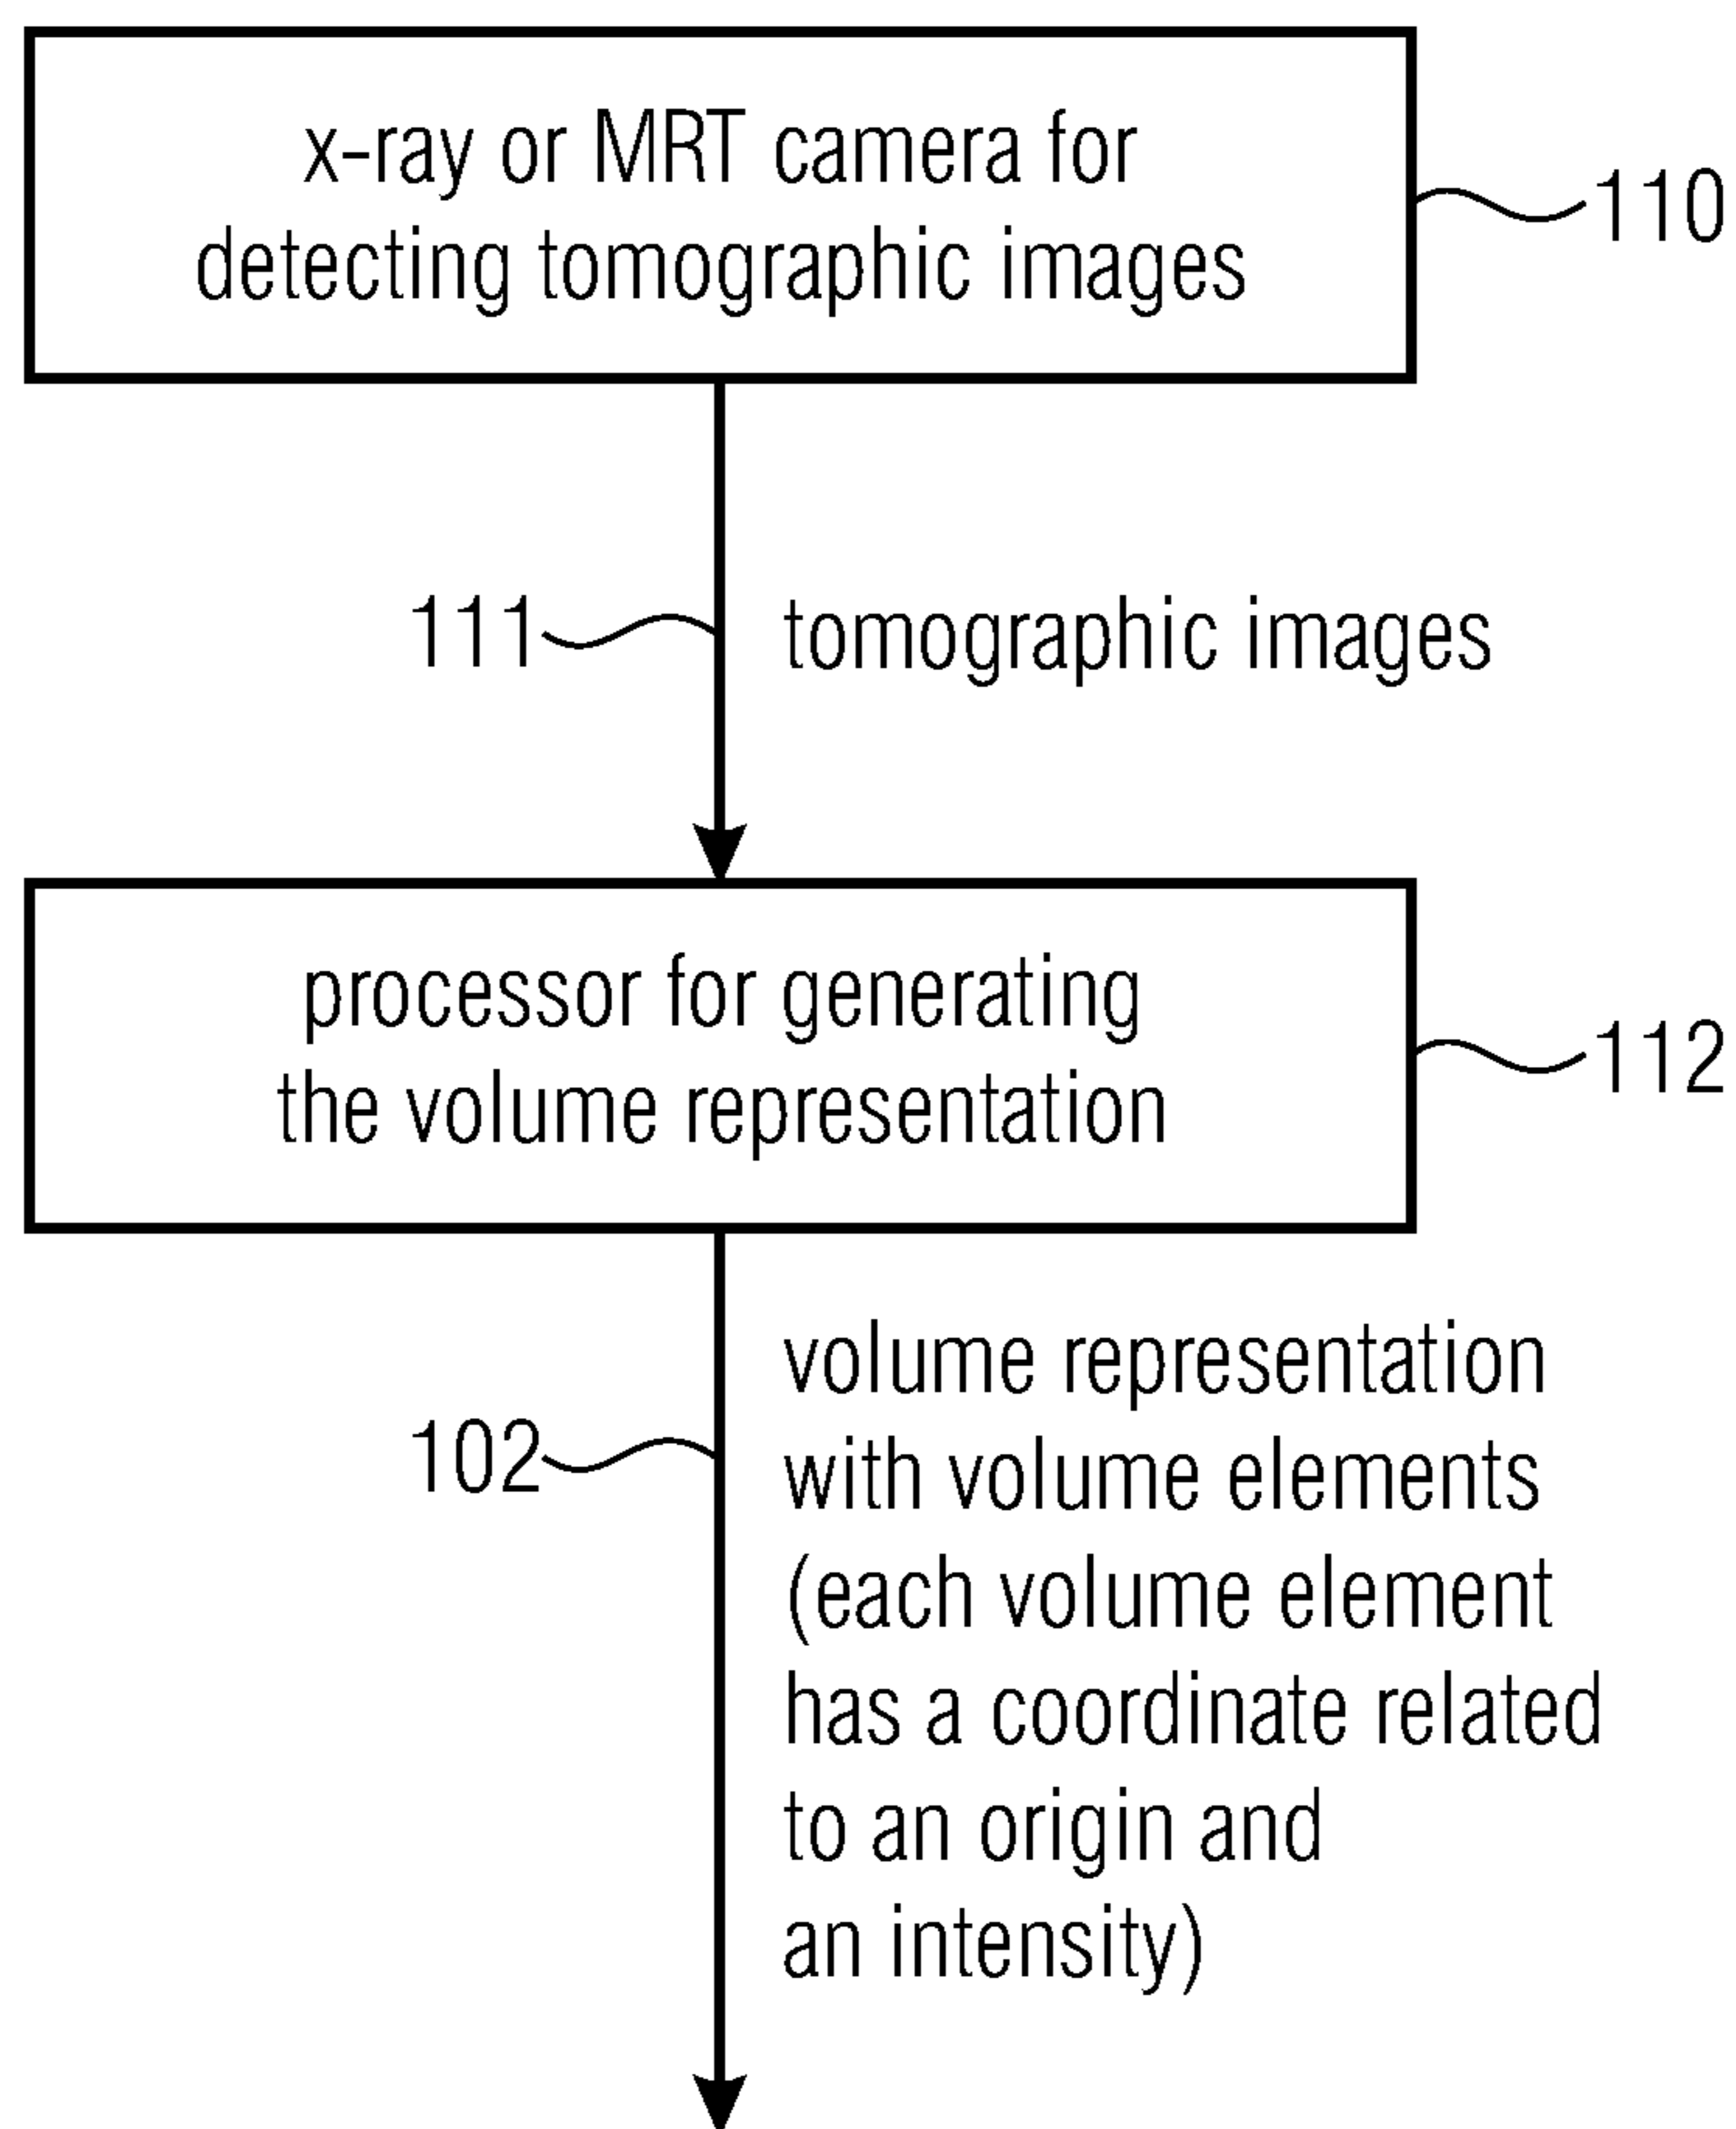 x-ray or MRT camera for
detecting tomographic images
110
111
tomographic images
processor for generating
the volume representation
112
102
volume representation
with volume elements
(each volume element
has a coordinate related
to an origin and
an intensity)